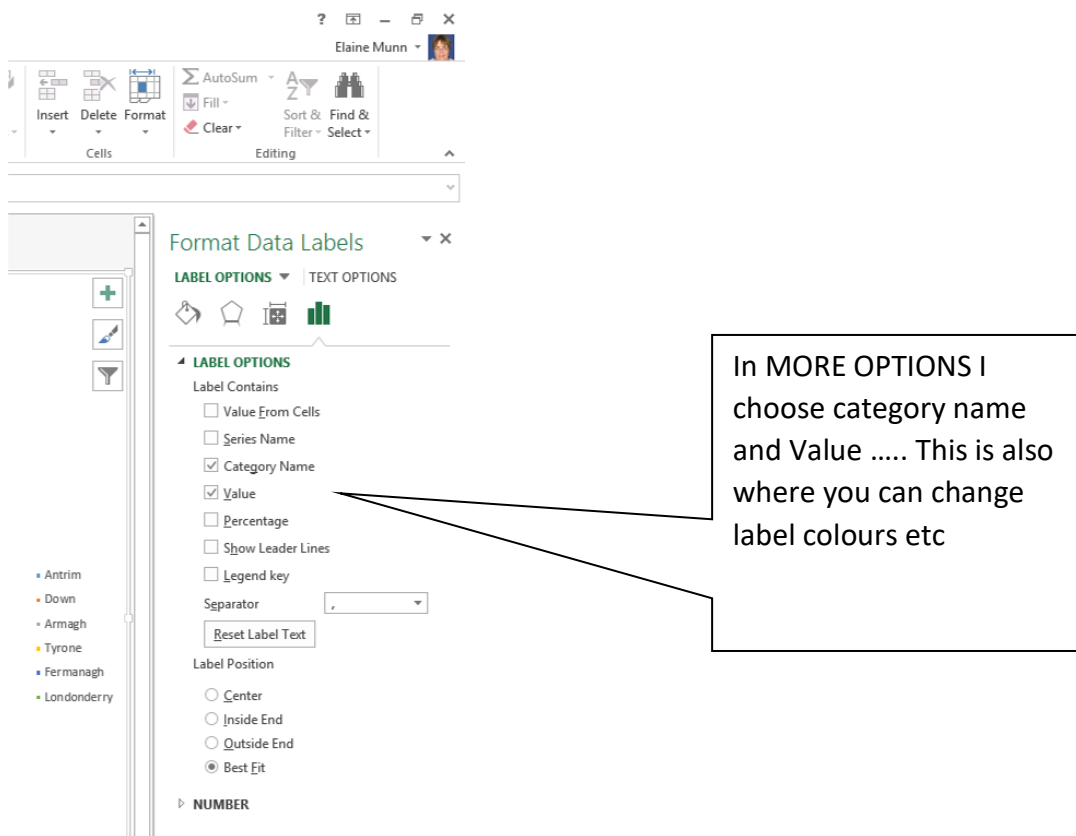 ?
Elaine Munn
AutoSum
Fill
Clear
A
Z
Insert Delete Format
Sort & Filter
Find & Select
Cells
Editing
Format Data Labels
LABEL OPTIONS TEXT OPTIONS
LABEL OPTIONS
Label Contains
Value From Cells
Series Name
Category Name
Value
Percentage
Show Leader Lines
Legend key
Separator ,
Reset Label Text
Label Position
Center
Inside End
Outside End
Best Fit
NUMBER
Antrim
Down
Armagh
Tyrone
Fermanagh
Londonderry
In MORE OPTIONS I
choose category name
and Value ….. This is also
where you can change
label colours etc